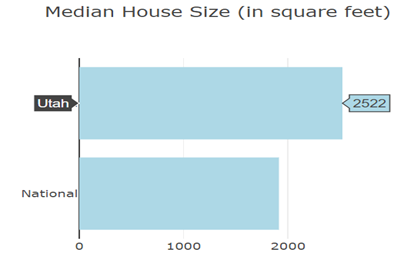 Median House Size (in square feet)
Utah
2522
National
0 1000 2000